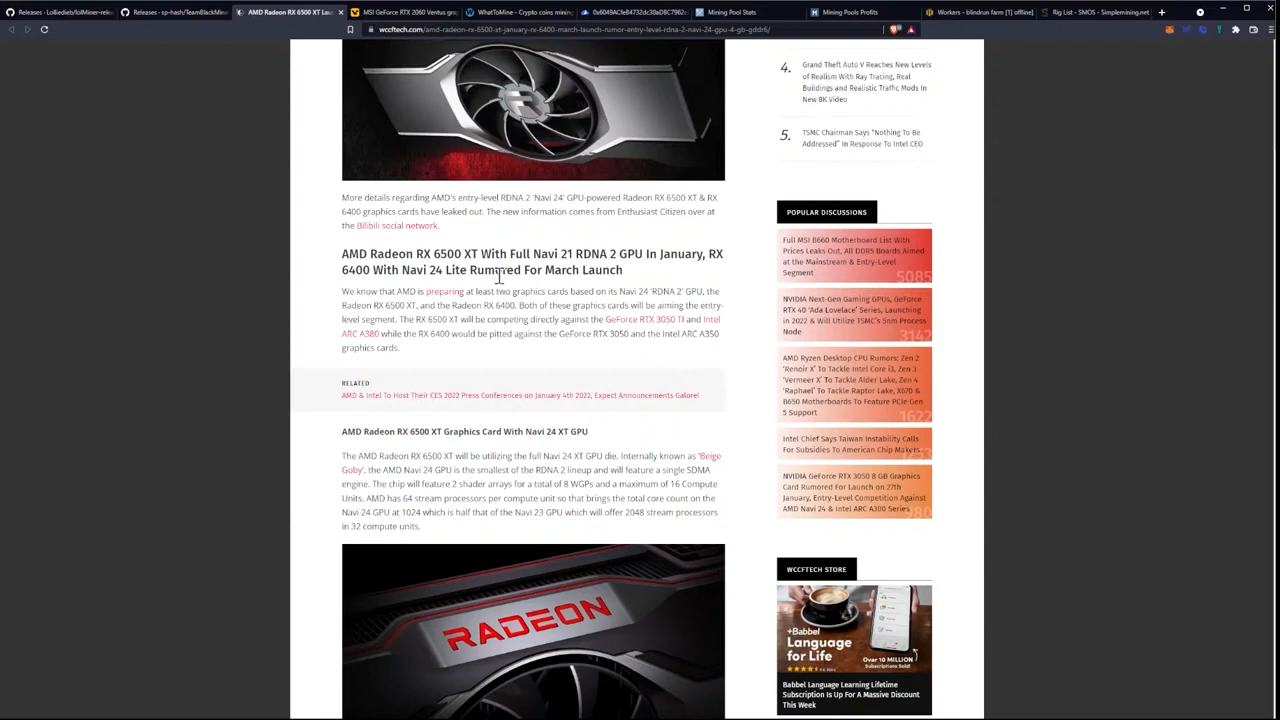 Releases · Lolliedieb/lolMiner-rele
Releases · sp-hash/TeamBlackMin
AMD Radeon RX 6500 XT Lau
MSI GeForce RTX 2060 Ventus
WhatToMine - Crypto coins mining
Mining Pool Stats
Mining Pools Profits
Workers - blindrun farm [1] offline]
Rig List - SMOS - Simplemining.net
wccftech.com/amd-radeon-rx-6500-xt-january-rx-6400-march-launch-rumor-entry-level-rdna-2-navi-24-gpu-4-gb-gddr6/
More details regarding AMD's entry-level RDNA 2 'Navi 24' GPU-powered Radeon RX 6500 XT & RX
6400 graphics cards have leaked out. The new information comes from Enthusiast Citizen over at
the Bilibili social network.
AMD Radeon RX 6500 XT With Full Navi 21 RDNA 2 GPU In January, RX
6400 With Navi 24 Lite Rumored For March Launch
We know that AMD is preparing at least two graphics cards based on its Navi 24 'RDNA 2' GPU, the
Radeon RX 6500 XT, and the Radeon RX 6400. Both of these graphics cards will be aiming the entry-
level segment. The RX 6500 XT will be competing directly against the GeForce RTX 3050 TI and Intel
ARC A380 while the RX 6400 would be pitted against the GeForce RTX 3050 and the Intel ARC A350
graphics cards.
RELATED
AMD & Intel To Host Their CES 2022 Press Conferences on January 4th 2022, Expect Announcements Galore!
AMD Radeon RX 6500 XT Graphics Card With Navi 24 XT GPU
The AMD Radeon RX 6500 XT will be utilizing the full Navi 24 XT GPU die. Internally known as 'Beige
Goby', the AMD Navi 24 GPU is the smallest of the RDNA 2 lineup and will feature a single SDMA
engine. The chip will feature 2 shader arrays for a total of 8 WGPs and a maximum of 16 Compute
Units. AMD has 64 stream processors per compute unit so that brings the total core count on the
Navi 24 GPU at 1024 which is half that of the Navi 23 GPU which will offer 2048 stream processors
in 32 compute units.
RADEON
4.
Grand Theft Auto V Reaches New Levels
of Realism With Ray Tracing, Real
Buildings and Realistic Traffic Mods In
New 8K Video
5.
TSMC Chairman Says "Nothing To Be
Addressed" In Response To Intel CEO
POPULAR DISCUSSIONS
Full MSI B660 Motherboard List With
Prices Leaks Out, All DDR5 Boards Aimed
at the Mainstream & Entry-Level
Segment
5085
NVIDIA Next-Gen Gaming GPUs, GeForce
RTX 40 'Ada Lovelace' Series, Launching
in 2022 & Will Utilize TSMC's 5nm Process
Node
3142
AMD Ryzen Desktop CPU Rumors: Zen 2
'Renoir X' To Tackle Intel Core i3, Zen 3
'Vermeer X' To Tackle Alder Lake, Zen 4
'Raphael' To Tackle Raptor Lake, X670 &
B650 Motherboards To Feature PCIe Gen
5 Support
1622
Intel Chief Says Taiwan Instability Calls
For Subsidies To American Chip Makers
NVIDIA GeForce RTX 3050 8 GB Graphics
Card Rumored For Launch on 27th
January, Entry-Level Competition Against
AMD Navi 24 & Intel ARC A300 Series
WCCFTECH STORE
+Babbel
Language
for Life
Over 10 MILLION
Subscriptions Sold!
Babbel Language Learning Lifetime
Subscription Is Up For A Massive Discount
This Week